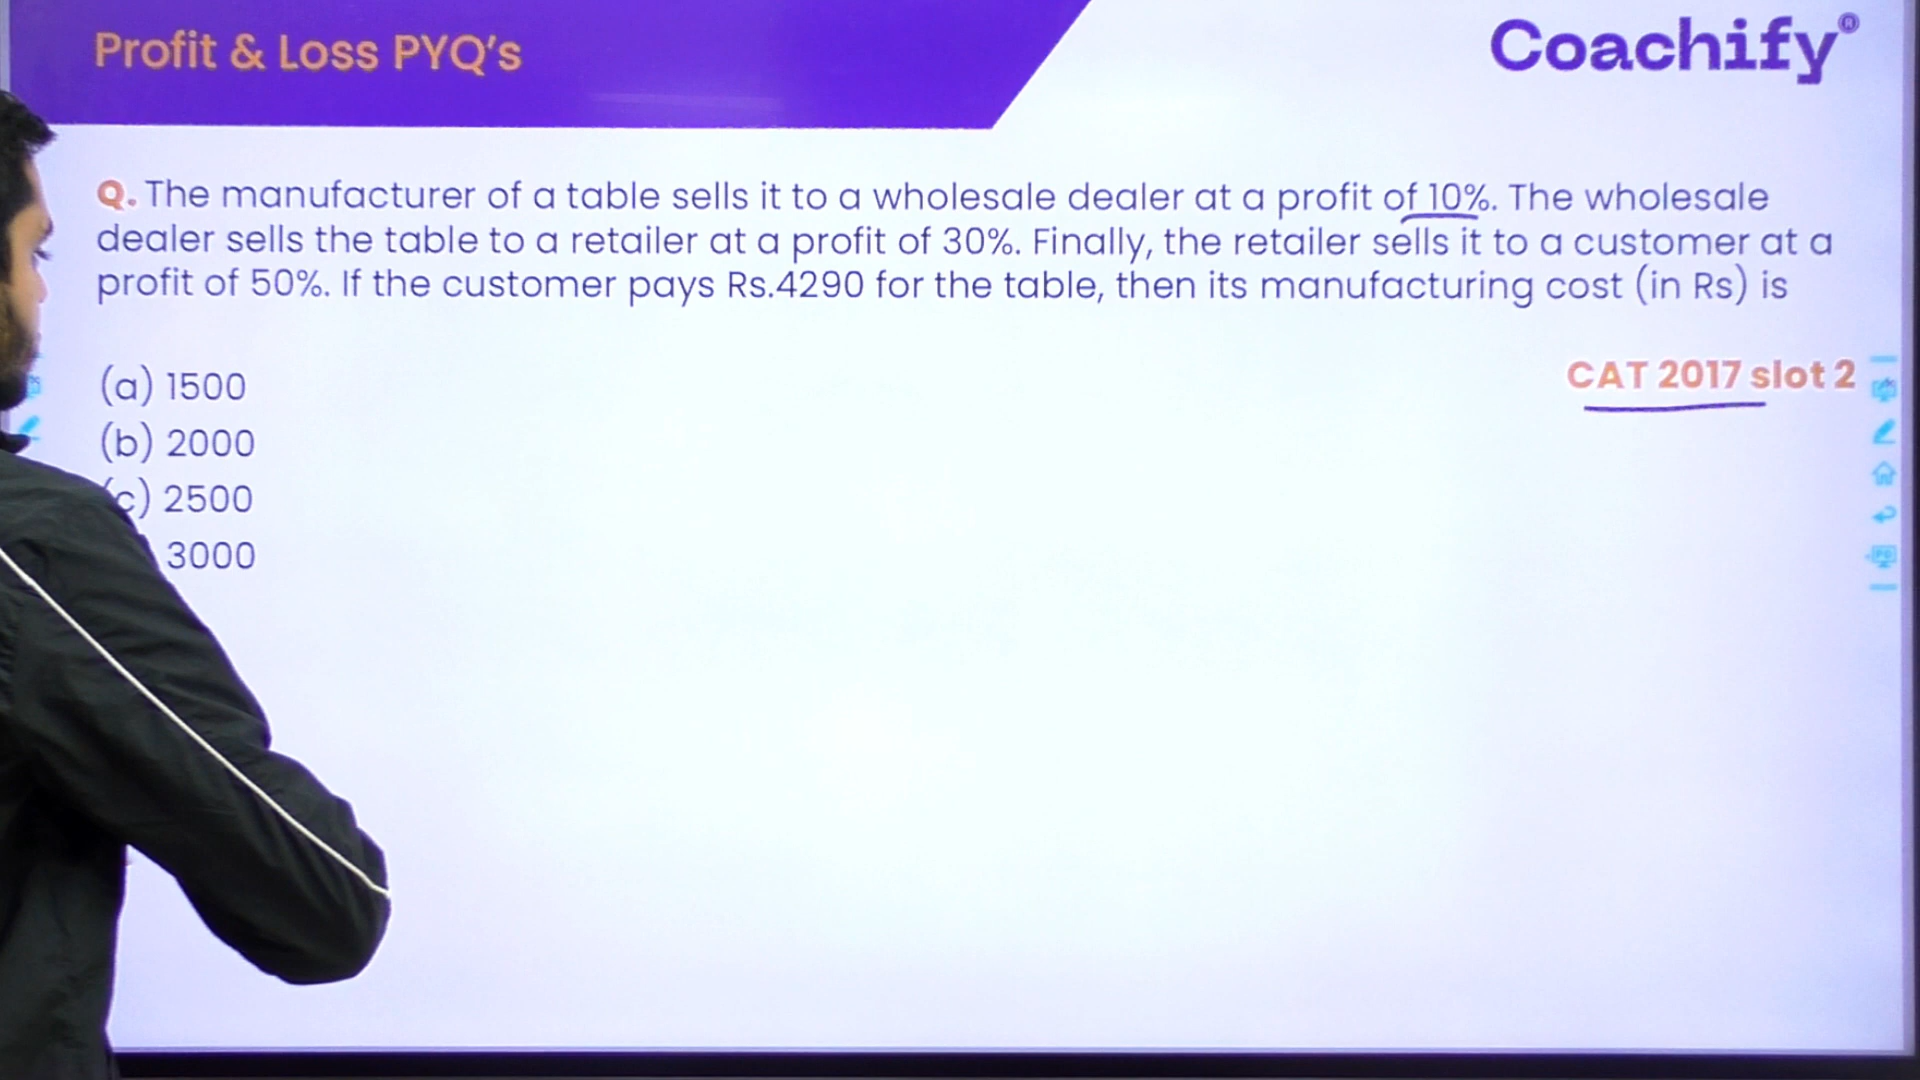 Profit & Loss PYQ's
Coachify®
Q. The manufacturer of a table sells it to a wholesale dealer at a profit of 10%. The wholesale
dealer sells the table to a retailer at a profit of 30%. Finally, the retailer sells it to a customer at a
profit of 50%. If the customer pays Rs.4290 for the table, then its manufacturing cost (in Rs) is
CAT 2017 slot 2
(a) 1500
(b) 2000
(c) 2500
3000